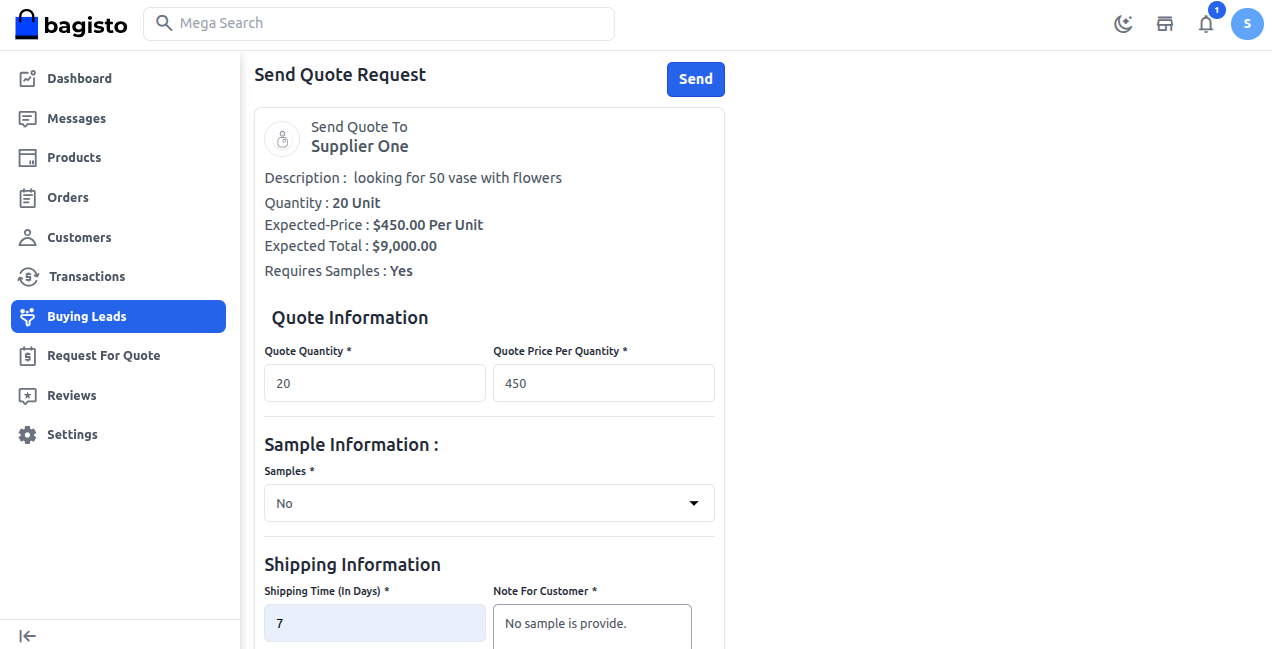 bagisto
Mega Search
1
S
Dashboard
Messages
Products
Orders
Customers
Transactions
Buying Leads
Request For Quote
Reviews
Settings
Send Quote Request
Send
Send Quote To
Supplier One
Description : looking for 50 vase with flowers
Quantity : 20 Unit
Expected-Price : $450.00 Per Unit
Expected Total : $9,000.00
Requires Samples : Yes
Quote Information
Quote Quantity *
Quote Price Per Quantity *
20
450
Sample Information :
Samples *
No
Shipping Information
Shipping Time (In Days) *
Note For Customer *
7
No sample is provide.